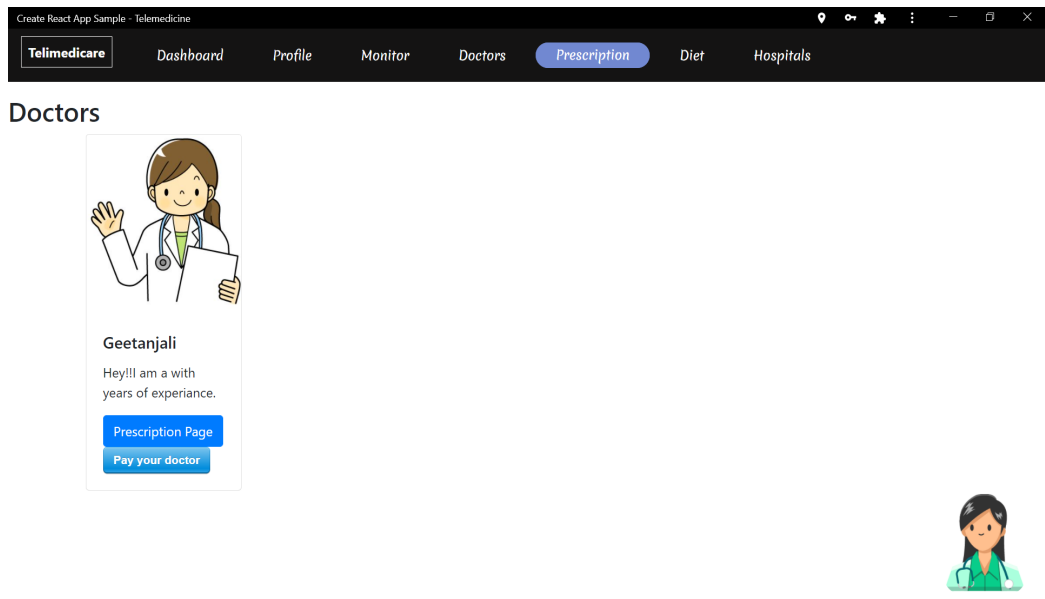 Create React App Sample - Telemedicine
Telimedicare Dashboard Profile Monitor Doctors Prescription Diet Hospitals
Doctors
Geetanjali
Hey!!I am a with
years of experiance.
Prescription Page
Pay your doctor